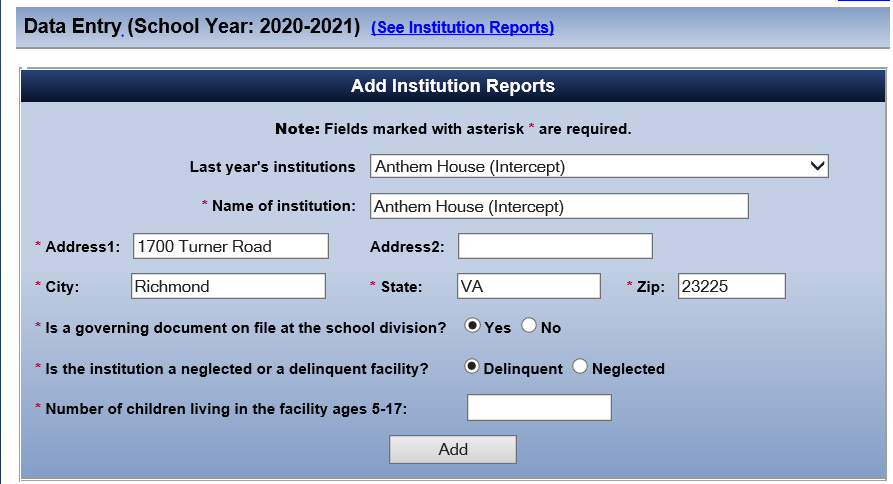 Data Entry (School Year: 2020-2021) (See Institution Reports)
Add Institution Reports
Note: Fields marked with asterisk * are required.
Last year's institutions Anthem House (Intercept)
* Name of institution: Anthem House (Intercept)
* Address1: 1700 Turner Road Address2:
* City: Richmond * State: VA * Zip: 23225
* Is a governing document on file at the school division? Yes No
* Is the institution a neglected or a delinquent facility? Delinquent Neglected
* Number of children living in the facility ages 5-17:
Add